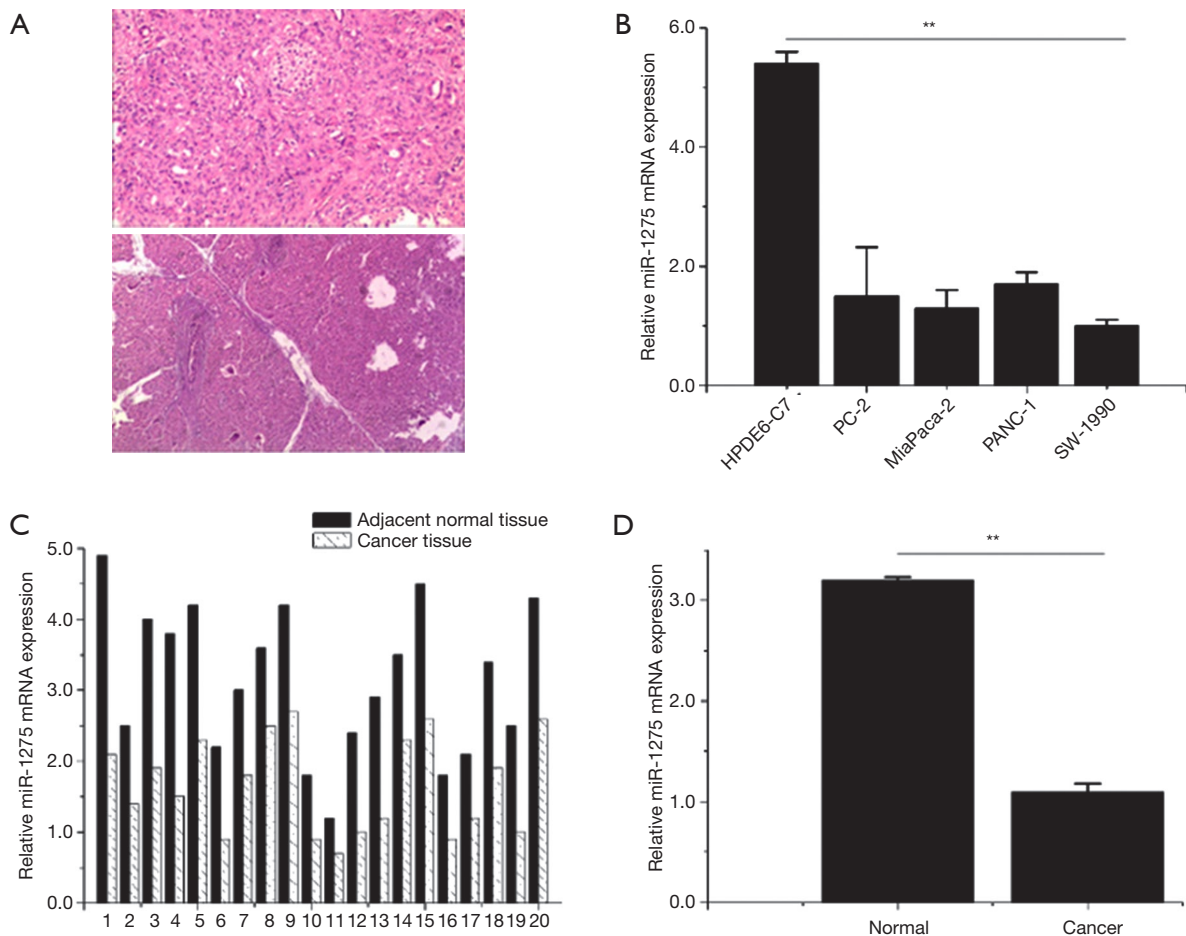 A
B
Relative miR-1275 mRNA expression
6.0
4.0
2.0
0.0
**
HPDE6-C7
PC-2
MiaPaca-2
PANC-1
SW-1990
C
Adjacent normal tissue
Cancer tissue
Relative miR-1275 mRNA expression
5.0
4.0
3.0
2.0
1.0
0.0
1 2 3 4 5 6 7 8 9 10 11 12 13 14 15 16 17 18 19 20
D
Relative miR-1275 mRNA expression
**
3.0
2.0
1.0
0.0
Normal Cancer